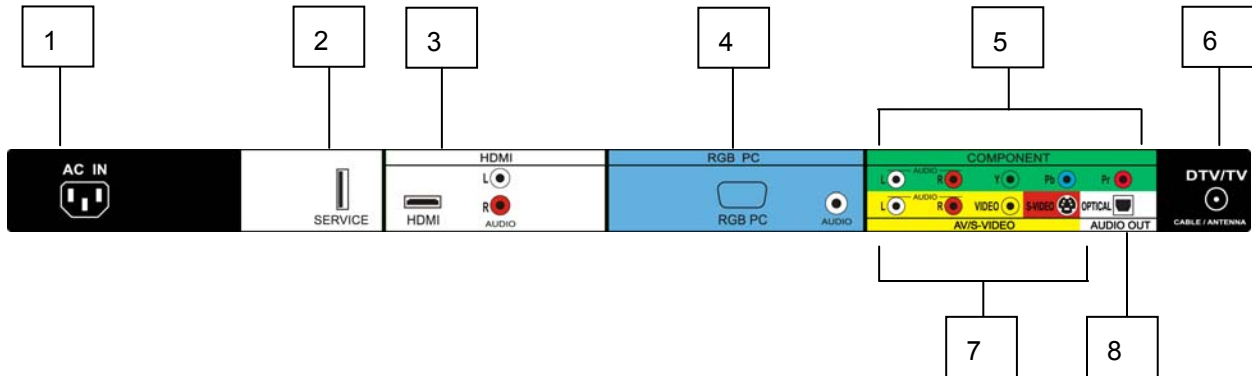 1
2
3
4
5
6
AC IN
SERVICE
HDMI
L
R
HDMI
AUDIO
RGB PC
RGB PC
AUDIO
COMPONENT
L AUDIO R Y Pb Pr
L AUDIO R VIDEO S-VIDEO OPTICAL
AV/S-VIDEO
AUDIO OUT
DTV/TV
CABLE / ANTENNA
7
8